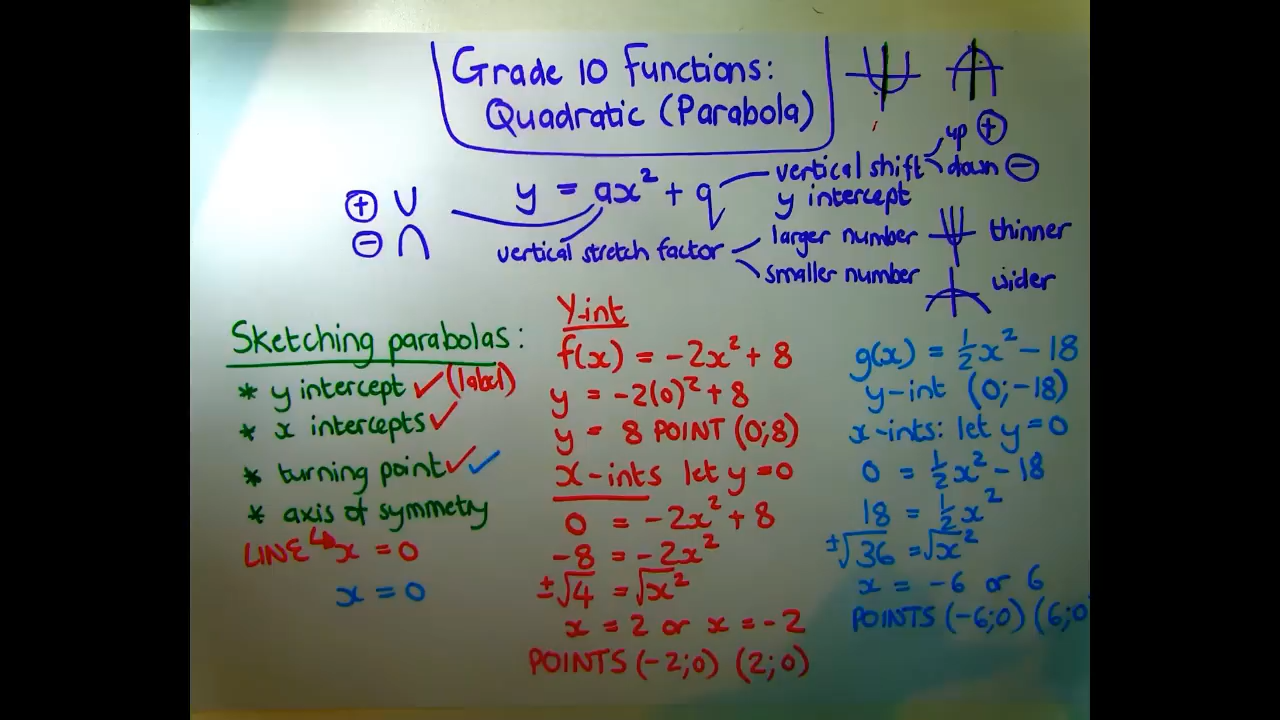 Grade 10 Functions:
Quadratic (Parabola)
y = ax² + q
vertical shift
up +
down −
y intercept
+ ∪
− ∩
vertical stretch factor
larger number
thinner
smaller number
wider
Sketching parabolas:
* y intercept ✓ (label)
* x intercepts ✓
* turning point ✓✓
* axis of symmetry
LINE ↳ x = 0
x = 0
Y-int
f(x) = -2x² + 8
y = -2(0)² + 8
y = 8 POINT (0;8)
x-ints let y = 0
0 = -2x² + 8
-8 = -2x²
±√4 = √x²
x = 2 or x = -2
POINTS (-2;0) (2;0)
g(x) = ½x² - 18
y-int (0;-18)
x-ints: let y = 0
0 = ½x² - 18
18 = ½x²
±√36 = √x²
x = -6 or 6
POINTS (-6;0) (6;0